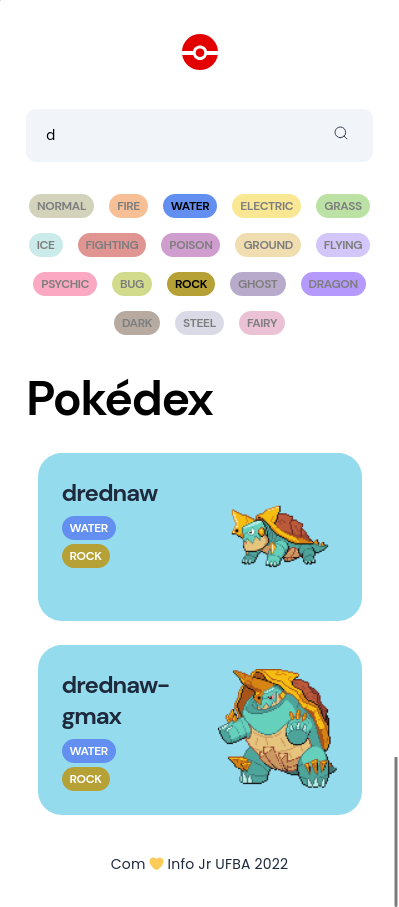 d
NORMAL FIRE WATER ELECTRIC GRASS
ICE FIGHTING POISON GROUND FLYING
PSYCHIC BUG ROCK GHOST DRAGON
DARK STEEL FAIRY
Pokédex
drednaw
WATER
ROCK
drednaw-
gmax
WATER
ROCK
Com 💛 Info Jr UFBA 2022